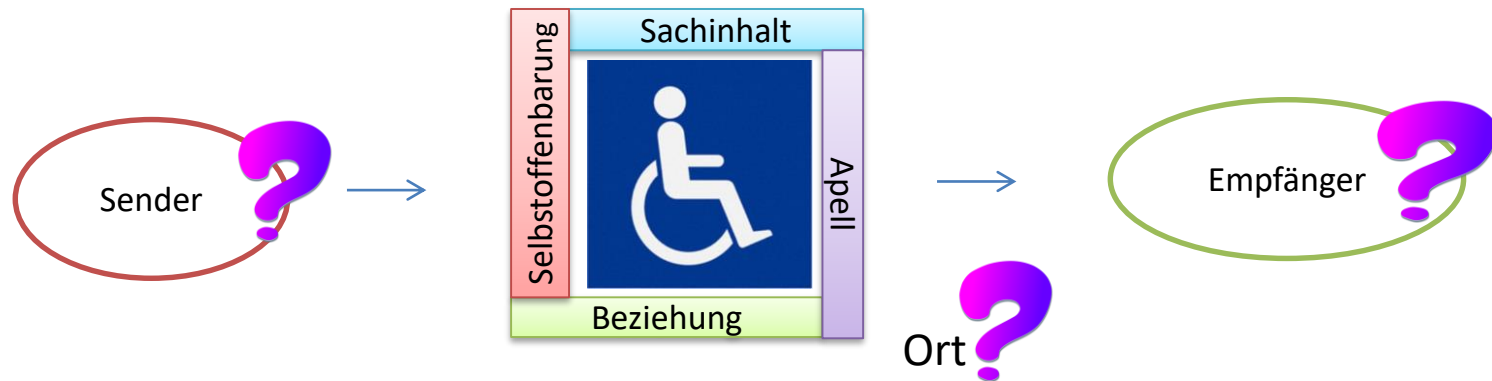 Sender
Selbstoffenbarung
Sachinhalt
Apell
Beziehung
Ort
Empfänger